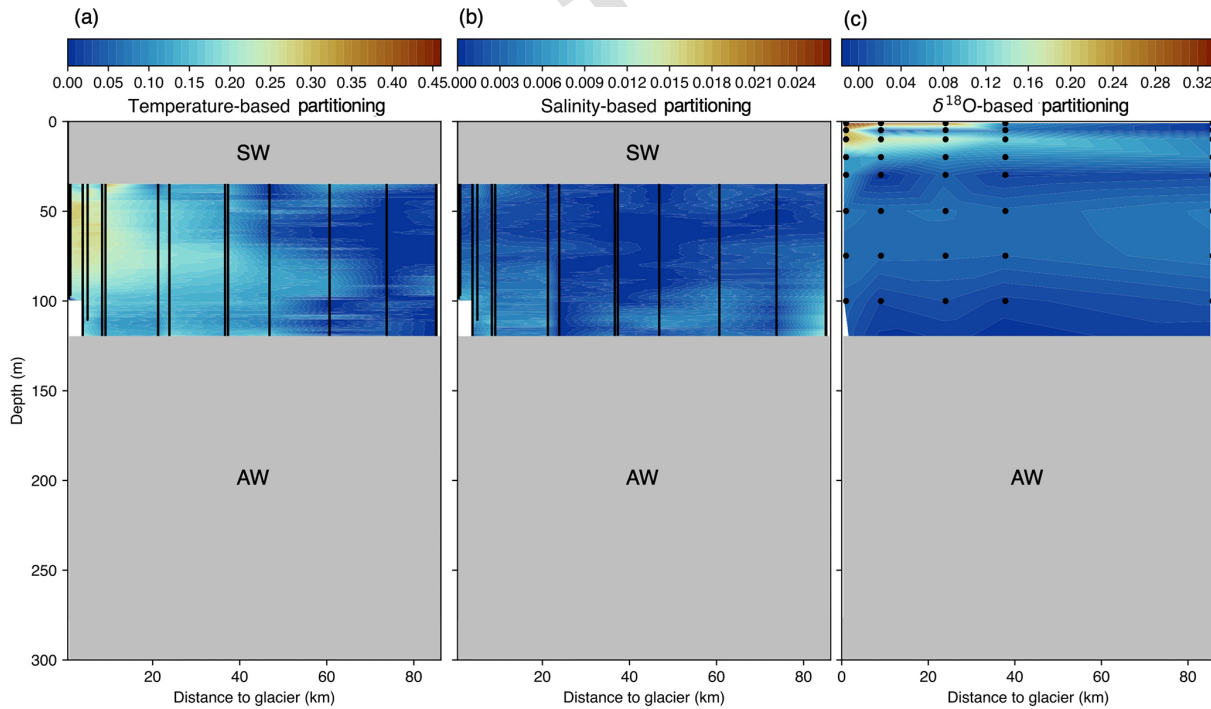 (a)
(b)
(c)
0.00 0.05 0.10 0.15 0.20 0.25 0.30 0.35 0.40 0.45
0.000 0.003 0.006 0.009 0.012 0.015 0.018 0.021 0.024
0.00 0.04 0.08 0.12 0.16 0.20 0.24 0.28 0.32
Temperature-based partitioning
Salinity-based partitioning
δ¹⁸O-based partitioning
0
50
100
150
200
250
300
Depth (m)
SW
AW
SW
AW
AW
20 40 60 80
20 40 60 80
0 20 40 60 80
Distance to glacier (km)
Distance to glacier (km)
Distance to glacier (km)